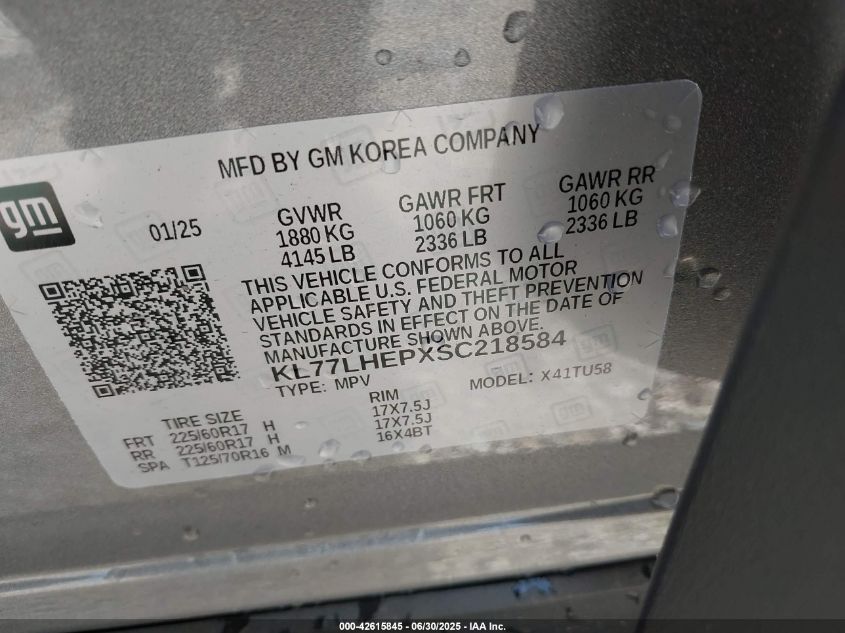 MFD BY GM KOREA COMPANY
gm
01/25
GVWR
1880 KG
4145 LB
GAWR FRT
1060 KG
2336 LB
GAWR RR
1060 KG
2336 LB
THIS VEHICLE CONFORMS TO ALL
APPLICABLE U.S. FEDERAL MOTOR
VEHICLE SAFETY AND THEFT PREVENTION
STANDARDS IN EFFECT ON THE DATE OF
MANUFACTURE SHOWN ABOVE.
KL77LHEPXSC218584
TYPE: MPV
MODEL: X41TU58
TIRE SIZE
FRT 225/60R17 H
RR 225/60R17 H
SPA T125/70R16 M
RIM
17X7.5J
17X7.5J
16X4BT
000-42615845 - 06/30/2025 - IAA Inc.